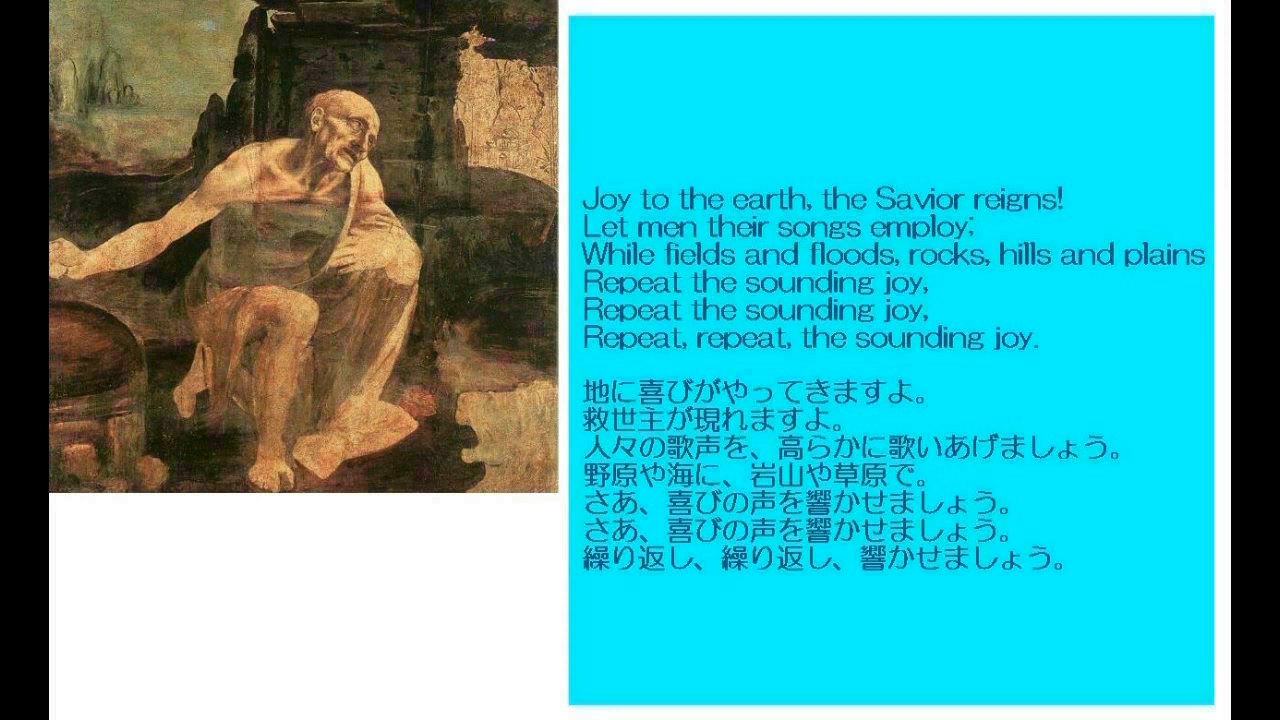 Joy to the earth, the Savior reigns!
Let men their songs employ;
While fields and floods, rocks, hills and plains
Repeat the sounding joy,
Repeat the sounding joy,
Repeat, repeat, the sounding joy.
地に喜びがやってきますよ。
救世主が現れますよ。
人々の歌声を、高らかに歌いあげましょう。
野原や海に、岩山や草原で。
さあ、喜びの声を響かせましょう。
さあ、喜びの声を響かせましょう。
繰り返し、繰り返し、響かせましょう。